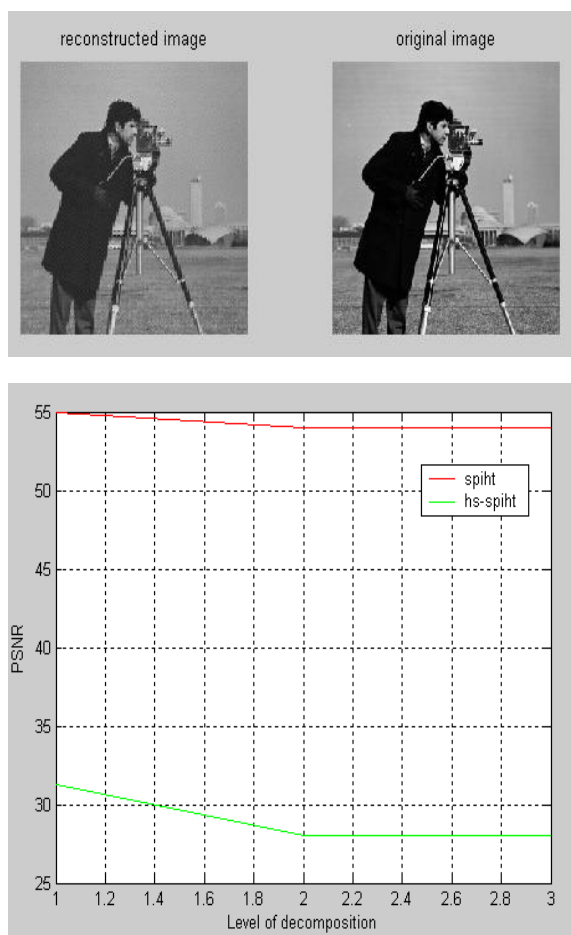 reconstructed image
original image
55
50
45
40
35
30
25
PSNR
spiht
hs-spiht
1 1.2 1.4 1.6 1.8 2 2.2 2.4 2.6 2.8 3
Level of decomposition